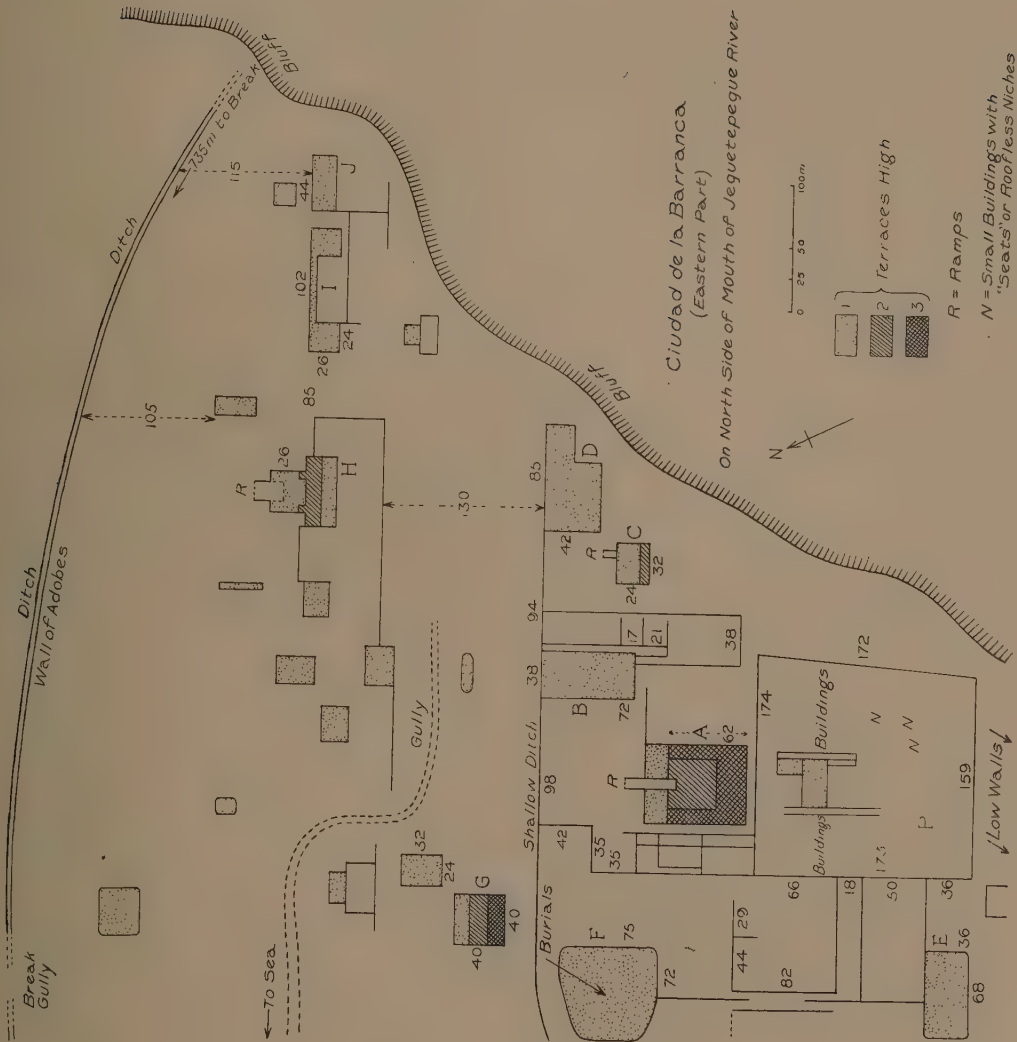 Ciudad de la Barranca
(Eastern Part)
On North Side of Mouth of Jequetepeque River
0 25 50 100m
1
2
3
Terraces High
R = Ramps
N = Small Buildings with
"Seats" or Roofless Niches
N
Bluff
Bluff
Ditch
735m to Break
115
Ditch
Wall of Adobes
105
Break
Gully
J
44
102
I
24
26
85
R
26
H
130
85
D
42
R
C
24
32
94
17
21
38
38
B
72
Gully
To Sea
32
24
G
40
40
Shallow Ditch
98
R
A
62
174
172
42
35
35
Burials
F
75
72
44
29
82
66
18
50
36
E
36
68
Buildings
Buildings
N
N
N
P
173
159
Low Walls